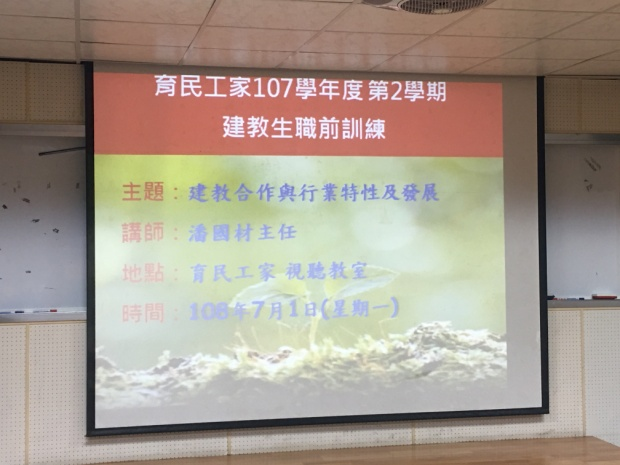 育民工家107學年度 第2學期
建教生職前訓練
主題：建教合作與行業特性及發展
講師：潘國材主任
地點：育民工家 視聽教室
時間：108年7月1日(星期一)